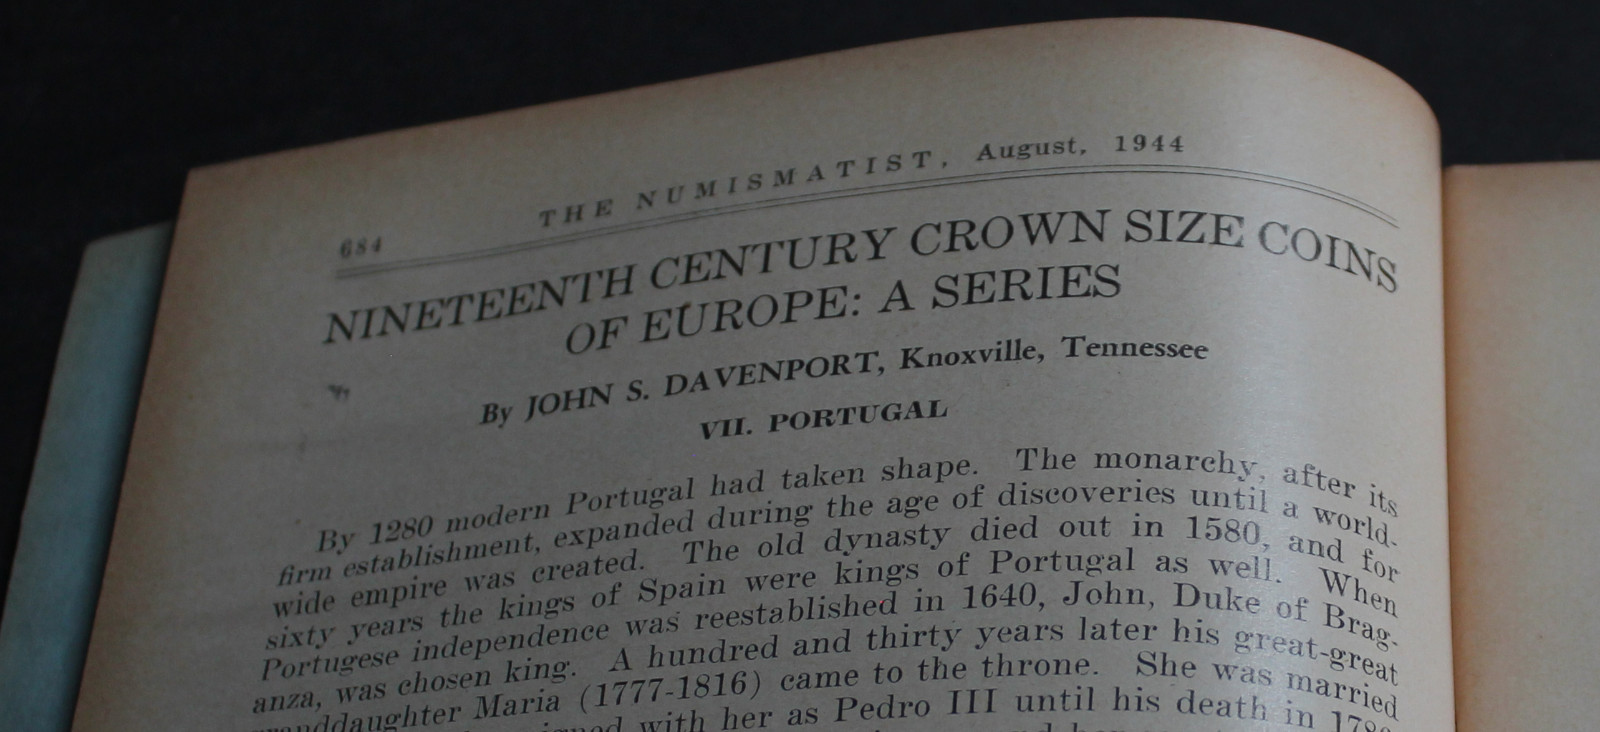 684
THE NUMISMATIST, August, 1944
NINETEENTH CENTURY CROWN SIZE COINS
OF EUROPE: A SERIES
By JOHN S. DAVENPORT, Knoxville, Tennessee
VII. PORTUGAL
By 1280 modern Portugal had taken shape. The monarchy, after its
firm establishment, expanded during the age of discoveries until a world-
wide empire was created. The old dynasty died out in 1580, and for
sixty years the kings of Spain were kings of Portugal as well. When
Portugese independence was reestablished in 1640, John, Duke of Brag-
anza, was chosen king. A hundred and thirty years later his great-great
granddaughter Maria (1777-1816) came to the throne. She was married
with her as Pedro III until his death in